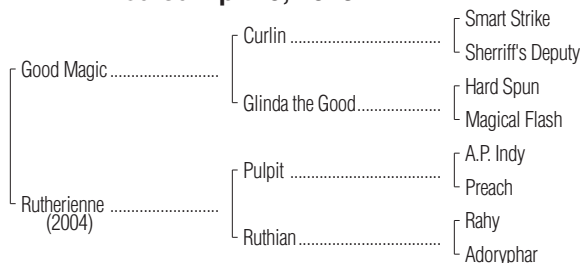 Smart Strike
Curlin
Sherriff's Deputy
Good Magic
Hard Spun
Glinda the Good
Magical Flash
A.P. Indy
Pulpit
Preach
Rutherienne
(2004)
Rahy
Ruthian
Adoryphar